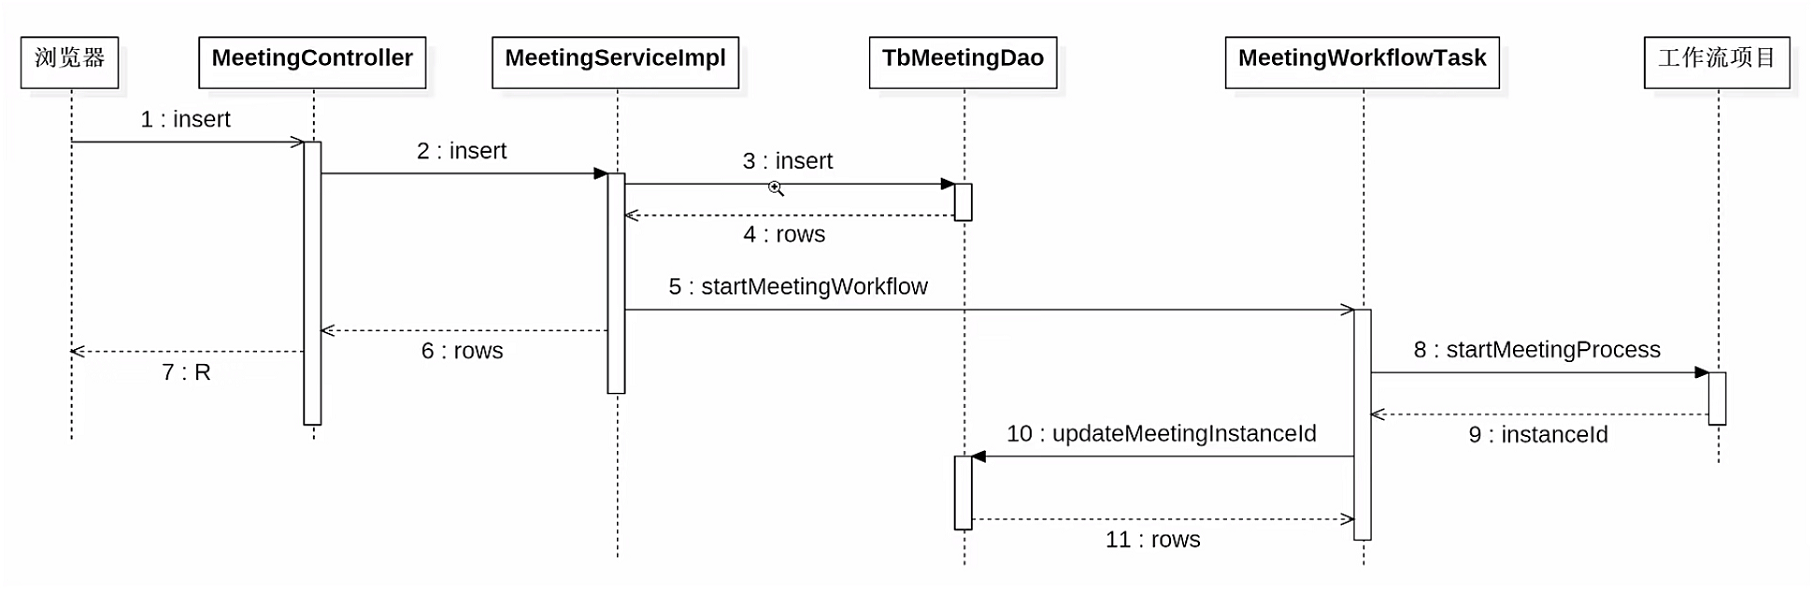 浏览器
MeetingController
MeetingServiceImpl
TbMeetingDao
MeetingWorkflowTask
工作流项目
1 : insert
2 : insert
3 : insert
4 : rows
5 : startMeetingWorkflow
6 : rows
7 : R
8 : startMeetingProcess
9 : instanceId
10 : updateMeetingInstanceId
11 : rows